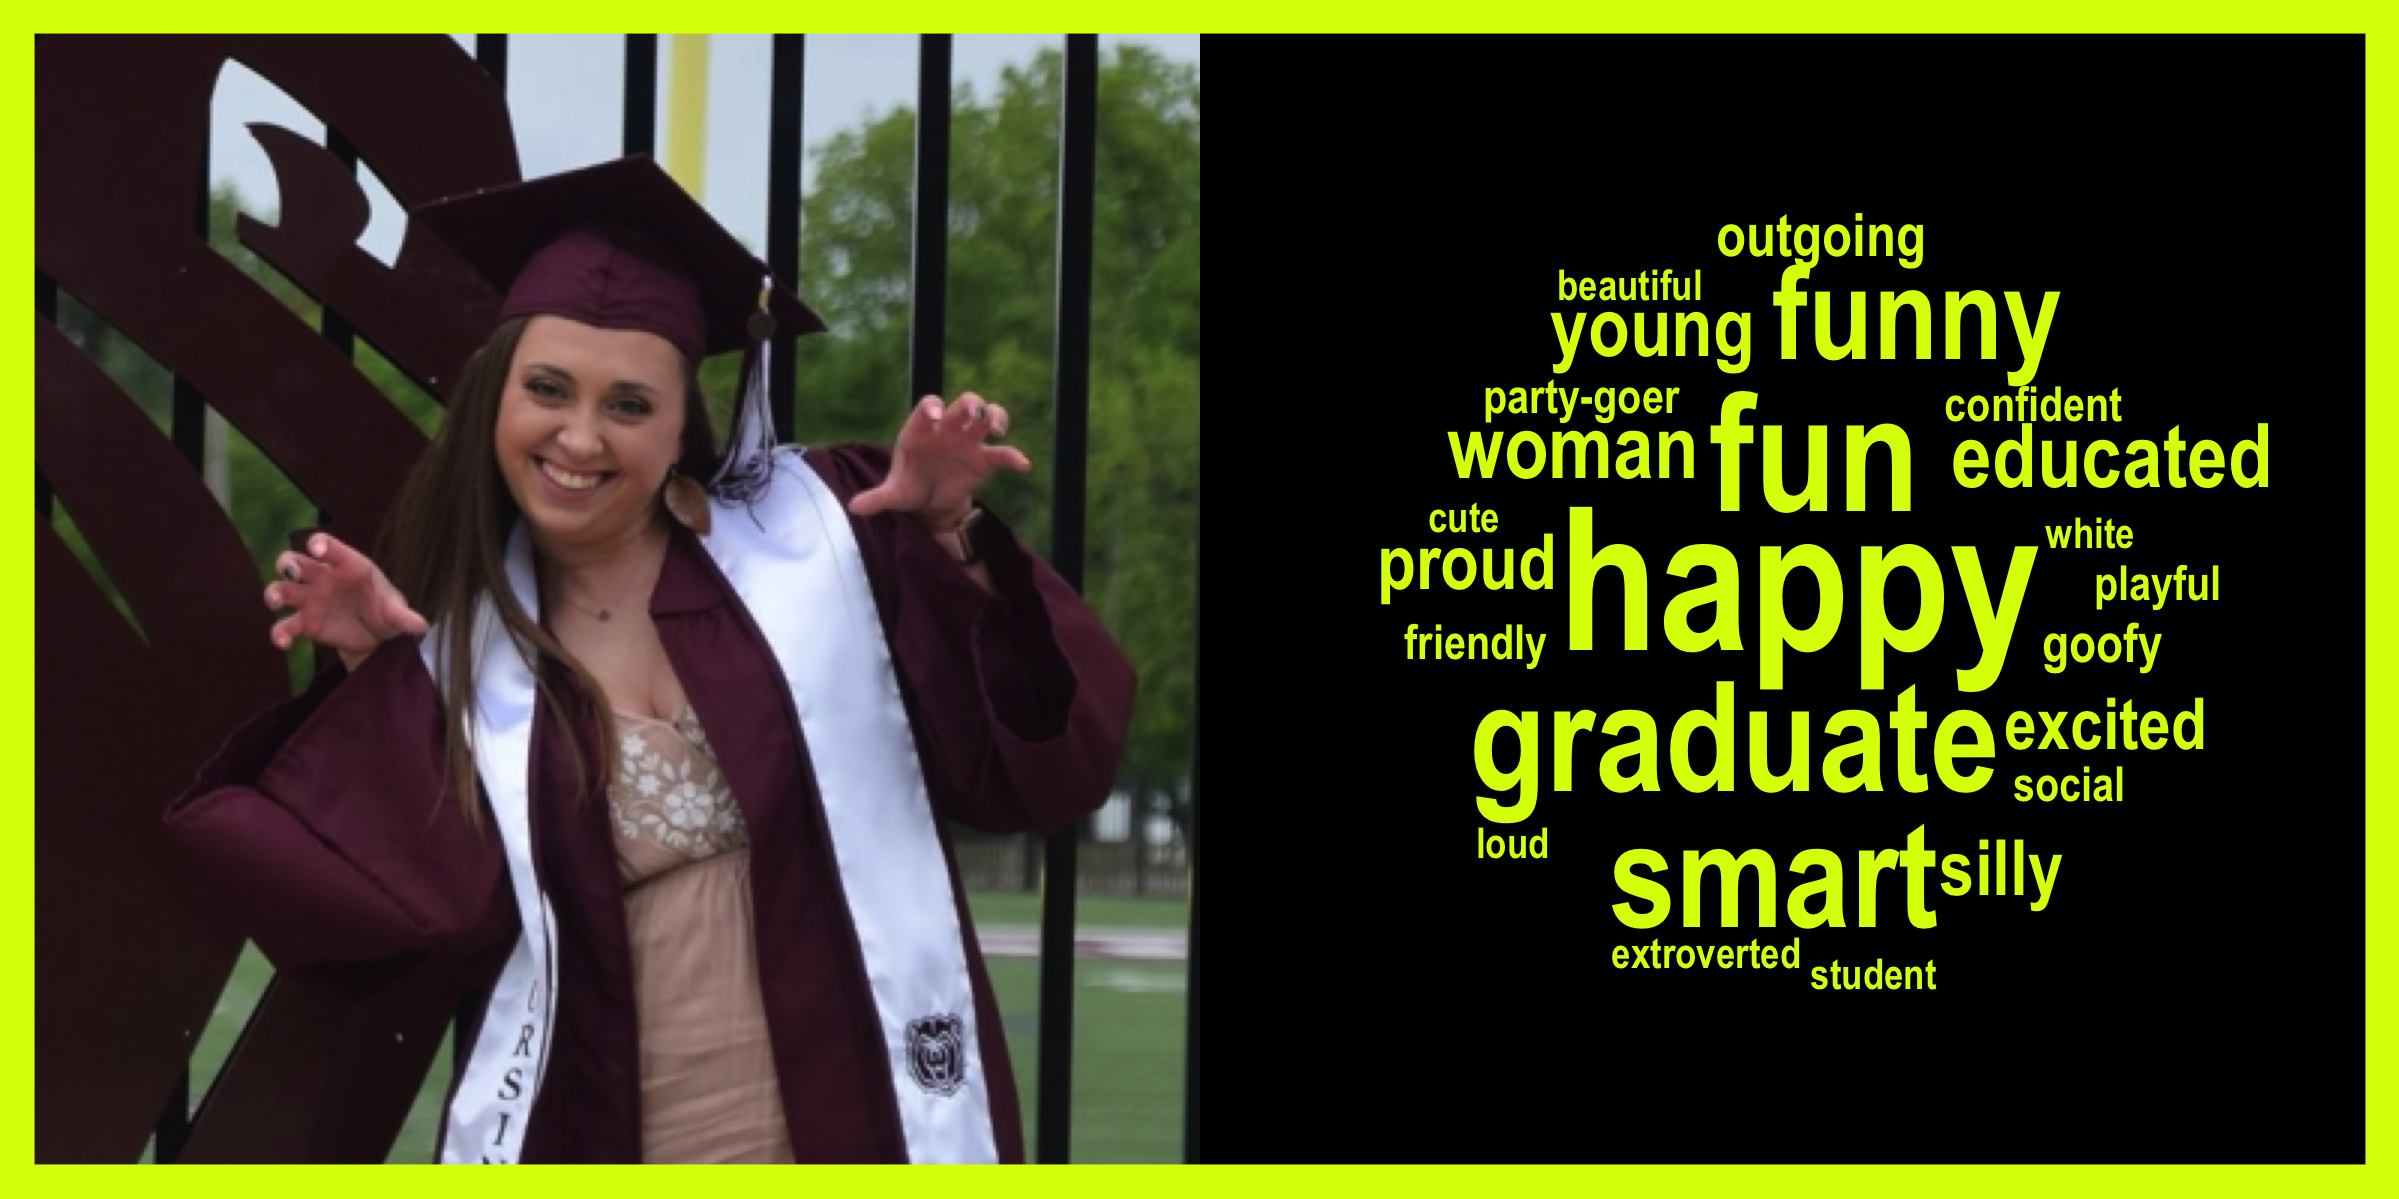 R
S
I
outgoing
beautiful
young funny
party-goer
confident
woman fun educated
cute
white
proud happy
playful
friendly
goofy
graduate excited
social
loud
smart silly
extroverted
student